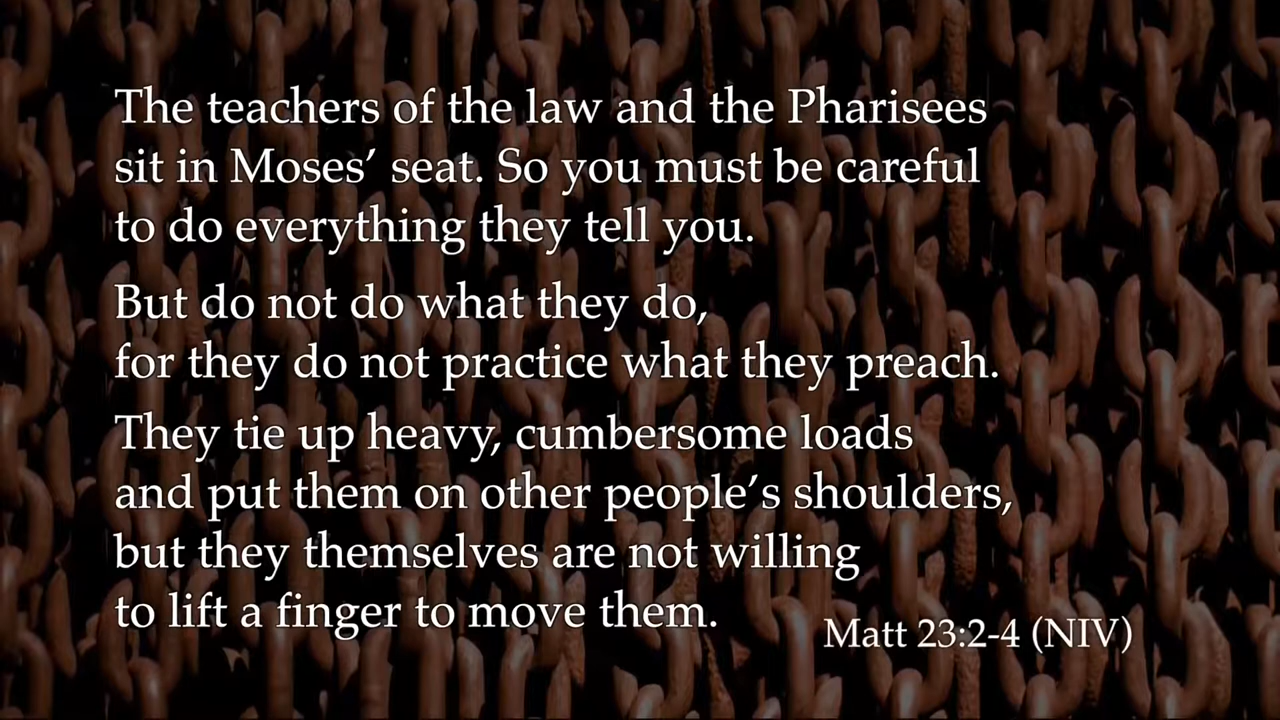 The teachers of the law and the Pharisees
sit in Moses’ seat. So you must be careful
to do everything they tell you.
But do not do what they do,
for they do not practice what they preach.
They tie up heavy, cumbersome loads
and put them on other people’s shoulders,
but they themselves are not willing
to lift a finger to move them.
Matt 23:2-4 (NIV)